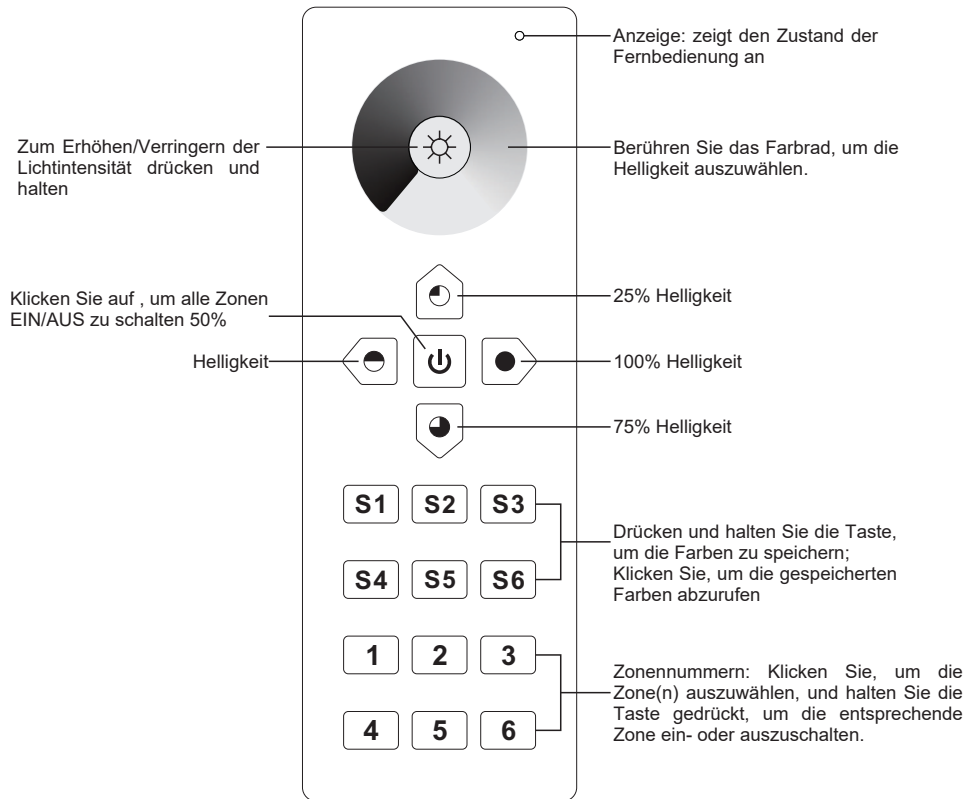 Anzeige: zeigt den Zustand der
Fernbedienung an
Zum Erhöhen/Verringern der
Lichtintensität drücken und
halten
Berühren Sie das Farbrad, um die
Helligkeit auszuwählen.
Klicken Sie auf , um alle Zonen
EIN/AUS zu schalten 50%
Helligkeit
25% Helligkeit
100% Helligkeit
75% Helligkeit
S1 S2 S3
S4 S5 S6
Drücken und halten Sie die Taste,
um die Farben zu speichern;
Klicken Sie, um die gespeicherten
Farben abzurufen
1 2 3
4 5 6
Zonennummern: Klicken Sie, um die
Zone(n) auszuwählen, und halten Sie die
Taste gedrückt, um die entsprechende
Zone ein- oder auszuschalten.